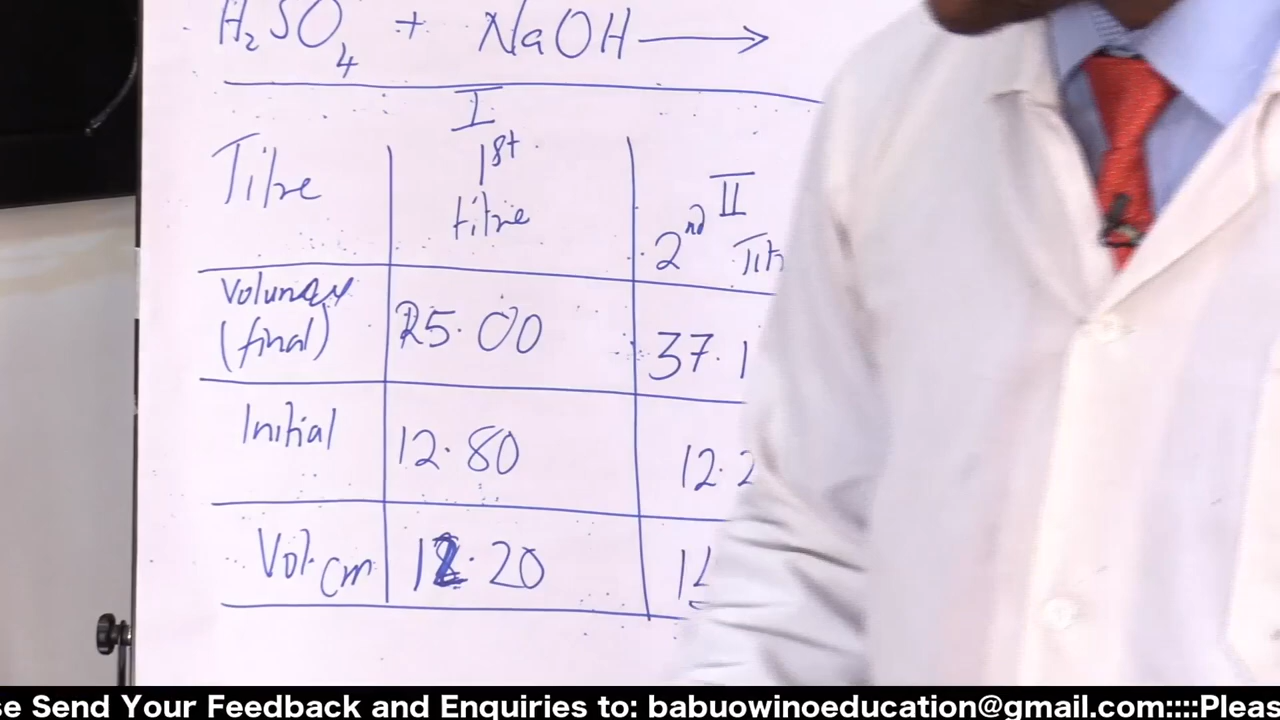 H₂SO₄ + NaOH →
I
1st
Titre titre
II
2nd Tit
Volume
(final) 25.00 37.1
Initial 12.80 12.2
Vol. cm 12.20
se Send Your Feedback and Enquiries to: babuowinoeducation@gmail.com::::Pleas